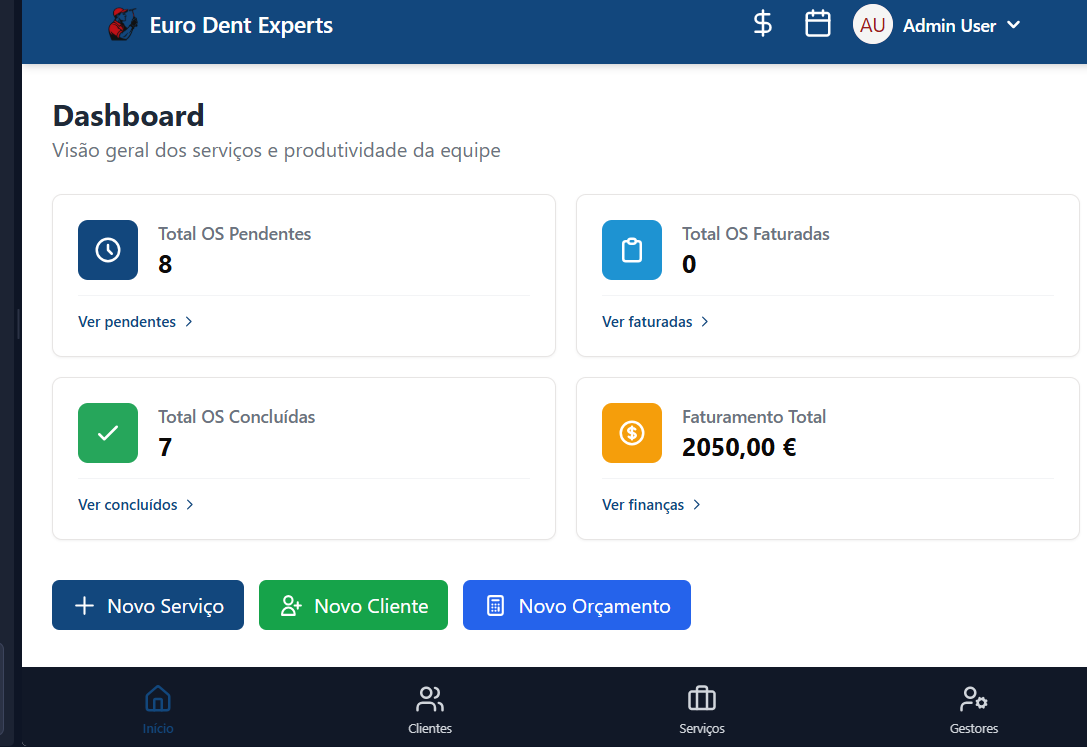 Euro Dent Experts
$
AU
Admin User
Dashboard
Visão geral dos serviços e produtividade da equipe
Total OS Pendentes
8
Ver pendentes
Total OS Faturadas
0
Ver faturadas
Total OS Concluídas
7
Ver concluídos
$
Faturamento Total
2050,00 €
Ver finanças
Novo Serviço
Novo Cliente
Novo Orçamento
Início
Clientes
Serviços
Gestores